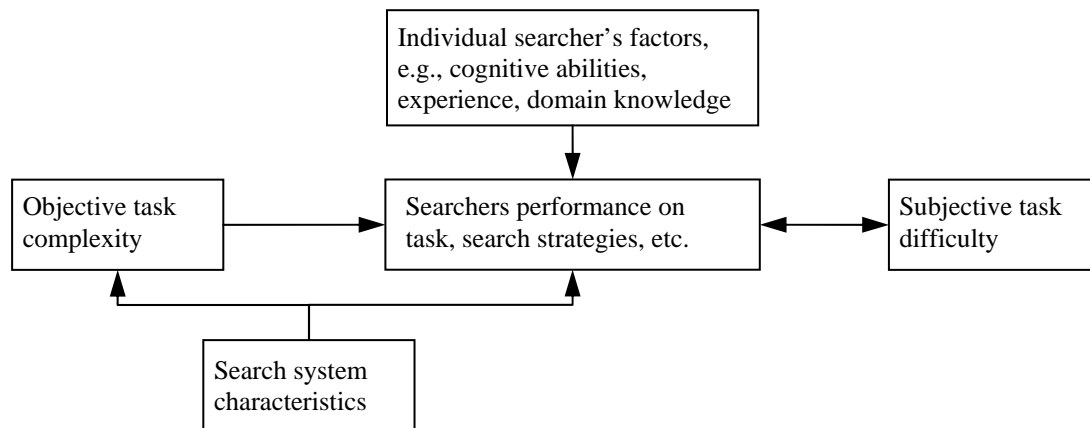 Individual searcher’s factors,
e.g., cognitive abilities,
experience, domain knowledge
Objective task
complexity
Searchers performance on
task, search strategies, etc.
Subjective task
difficulty
Search system
characteristics